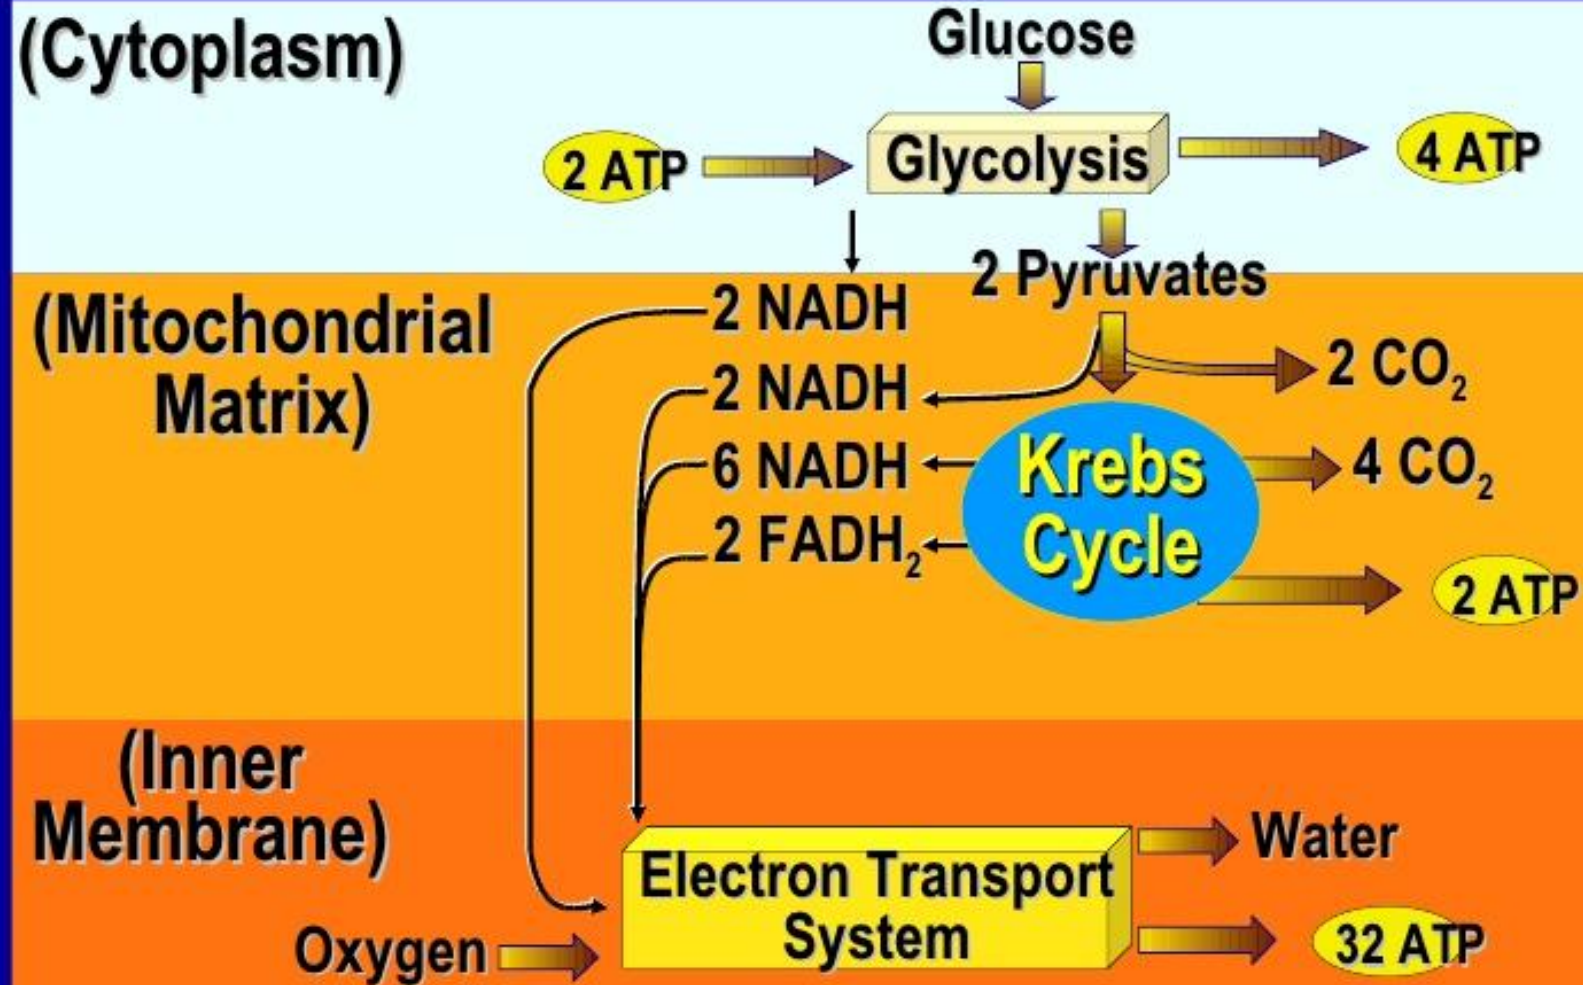 (Cytoplasm)
Glucose
2 ATP
Glycolysis
4 ATP
2 Pyruvates
(Mitochondrial
Matrix)
2 NADH
2 NADH
2 CO₂
6 NADH
Krebs
Cycle
4 CO₂
2 FADH₂
2 ATP
(Inner
Membrane)
Electron Transport
System
Water
Oxygen
32 ATP